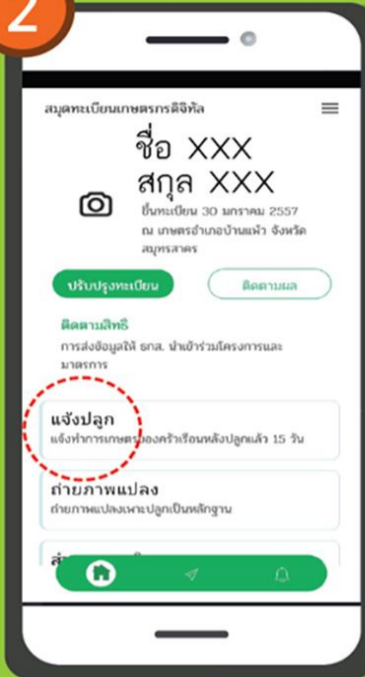 2
สมุดทะเบียนเกษตรกรดิจิทัล
ชื่อ XXX
สกุล XXX
ขึ้นทะเบียน 30 มกราคม 2557
ณ เกษตรอำเภอบ้านแพ้ว จังหวัด
สมุทรสาคร
ปรับปรุงทะเบียน
ติดตามผล
ติดตามสิทธิ์
การส่งข้อมูลให้ ธกส. นำเข้าร่วมโครงการและ
มาตรการ
แจ้งปลูก
แจ้งทำการเกษตรของครัวเรือนหลังปลูกแล้ว 15 วัน
ถ่ายภาพแปลง
ถ่ายภาพแปลงเพาะปลูกเป็นหลักฐาน